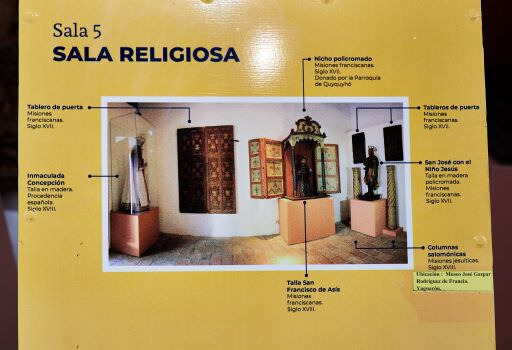 Sala 5
SALA RELIGIOSA
Nicho policromado
Misiones franciscanas.
Siglo XVII.
Donado por la Parroquia
de Quyquyhó
Tablero de puerta
Misiones
franciscanas.
Siglo XVII.
Tableros de puerta
Misiones
franciscanas.
Siglo XVII.
Inmaculada
Concepción
Talla en madera.
Procedencia
española.
Siglo XVIII.
San José con el
Niño Jesús
Talla en madera
policromada.
Misiones
franciscanas.
Siglo XVII.
Columnas
salomónicas
Misiones jesuíticas.
Siglo XVIII.
Talla San
Francisco de Asís
Misiones
franciscanas.
Siglo XVIII.
Ubicación : Museo José Gaspar
Rodríguez de Francia.
Yaguarón.